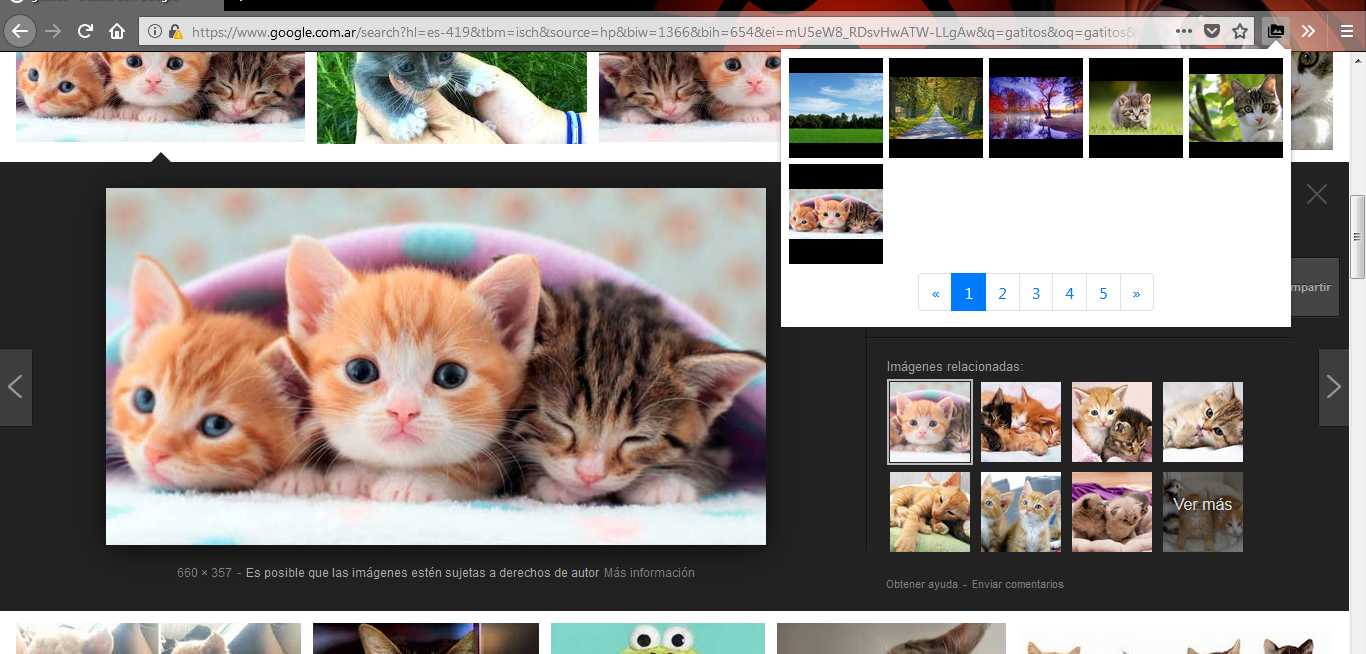 https://www.google.com.ar/search?hl=es-419&tbm=isch&source=hp&biw=1366&bih=654&ei=mU5eW8_RDsvHwATW-LLgAw&q=gatitos&oq=gatitos&
« 1 2 3 4 5 »
mpartir
Imágenes relacionadas:
Ver más
660 × 357 - Es posible que las imágenes estén sujetas a derechos de autor Más información
Obtener ayuda - Enviar comentarios